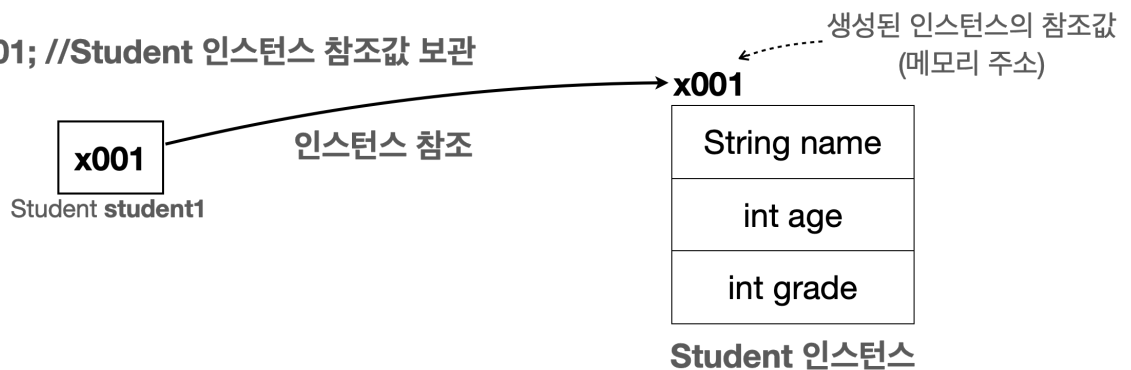 생성된 인스턴스의 참조값
(메모리 주소)
01; //Student 인스턴스 참조값 보관
x001
인스턴스 참조
x001
Student student1
String name
int age
int grade
Student 인스턴스